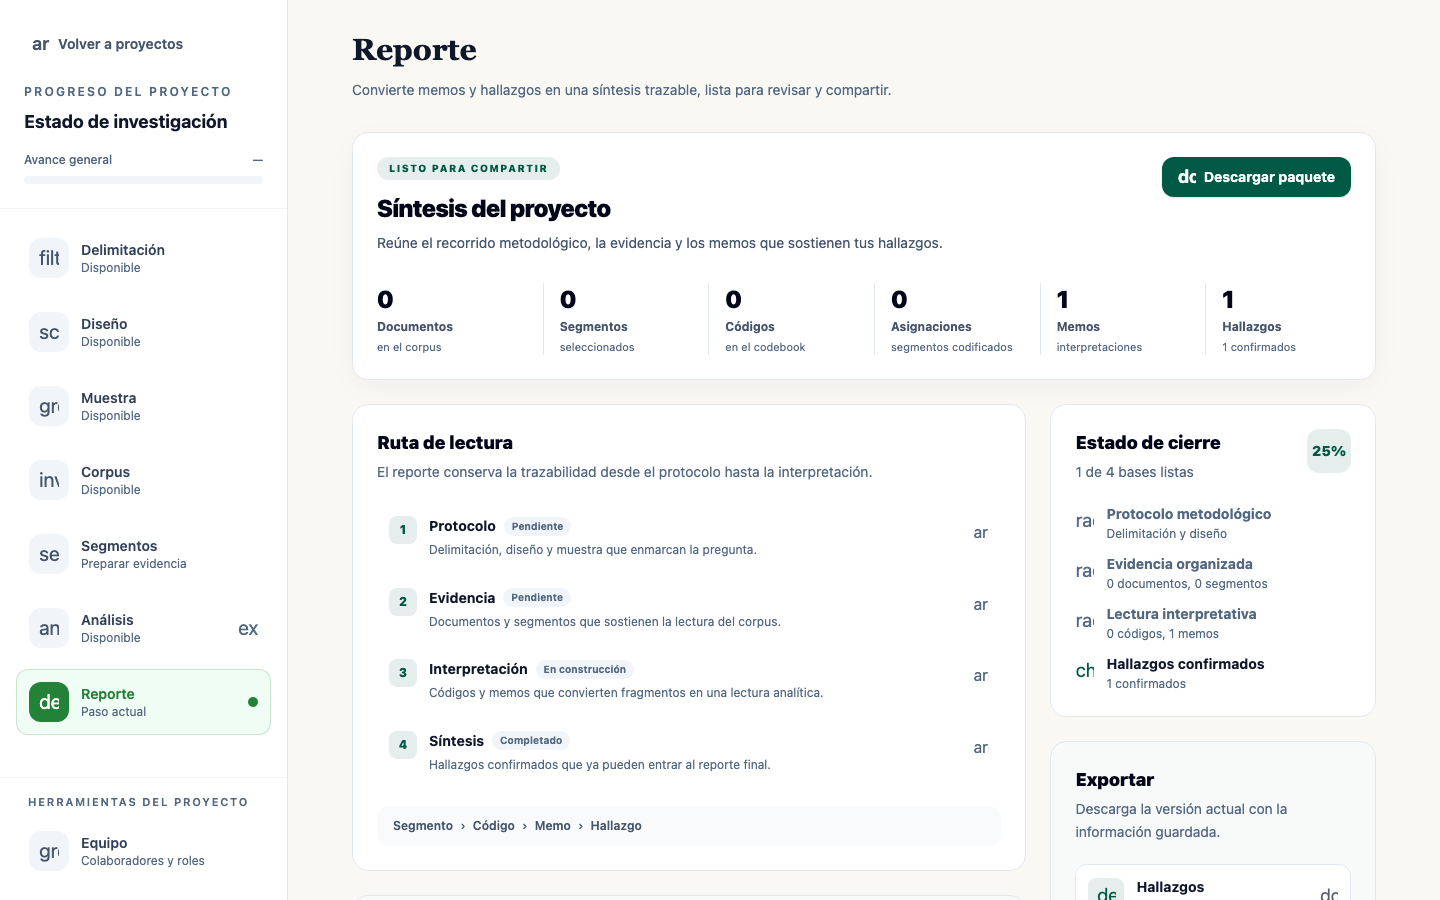 ar Volver a proyectos
PROGRESO DEL PROYECTO
Estado de investigación
Avance general —
filt Delimitación
Disponible
sc Diseño
Disponible
gr Muestra
Disponible
inv Corpus
Disponible
se Segmentos
Preparar evidencia
an Análisis ex
Disponible
de Reporte
Paso actual
HERRAMIENTAS DEL PROYECTO
gr Equipo
Colaboradores y roles
Reporte
Convierte memos y hallazgos en una síntesis trazable, lista para revisar y compartir.
LISTO PARA COMPARTIR
do Descargar paquete
Síntesis del proyecto
Reúne el recorrido metodológico, la evidencia y los memos que sostienen tus hallazgos.
0 0 0 0 1 1
Documentos Segmentos Códigos Asignaciones Memos Hallazgos
en el corpus seleccionados en el codebook segmentos codificados interpretaciones 1 confirmados
Ruta de lectura
El reporte conserva la trazabilidad desde el protocolo hasta la interpretación.
1 Protocolo Pendiente ar
Delimitación, diseño y muestra que enmarcan la pregunta.
2 Evidencia Pendiente ar
Documentos y segmentos que sostienen la lectura del corpus.
3 Interpretación En construcción ar
Códigos y memos que convierten fragmentos en una lectura analítica.
4 Síntesis Completado ar
Hallazgos confirmados que ya pueden entrar al reporte final.
Segmento › Código › Memo › Hallazgo
Estado de cierre 25%
1 de 4 bases listas
ra Protocolo metodológico
Delimitación y diseño
ra Evidencia organizada
0 documentos, 0 segmentos
ra Lectura interpretativa
0 códigos, 1 memos
ch Hallazgos confirmados
1 confirmados
Exportar
Descarga la versión actual con la
información guardada.
de Hallazgos do